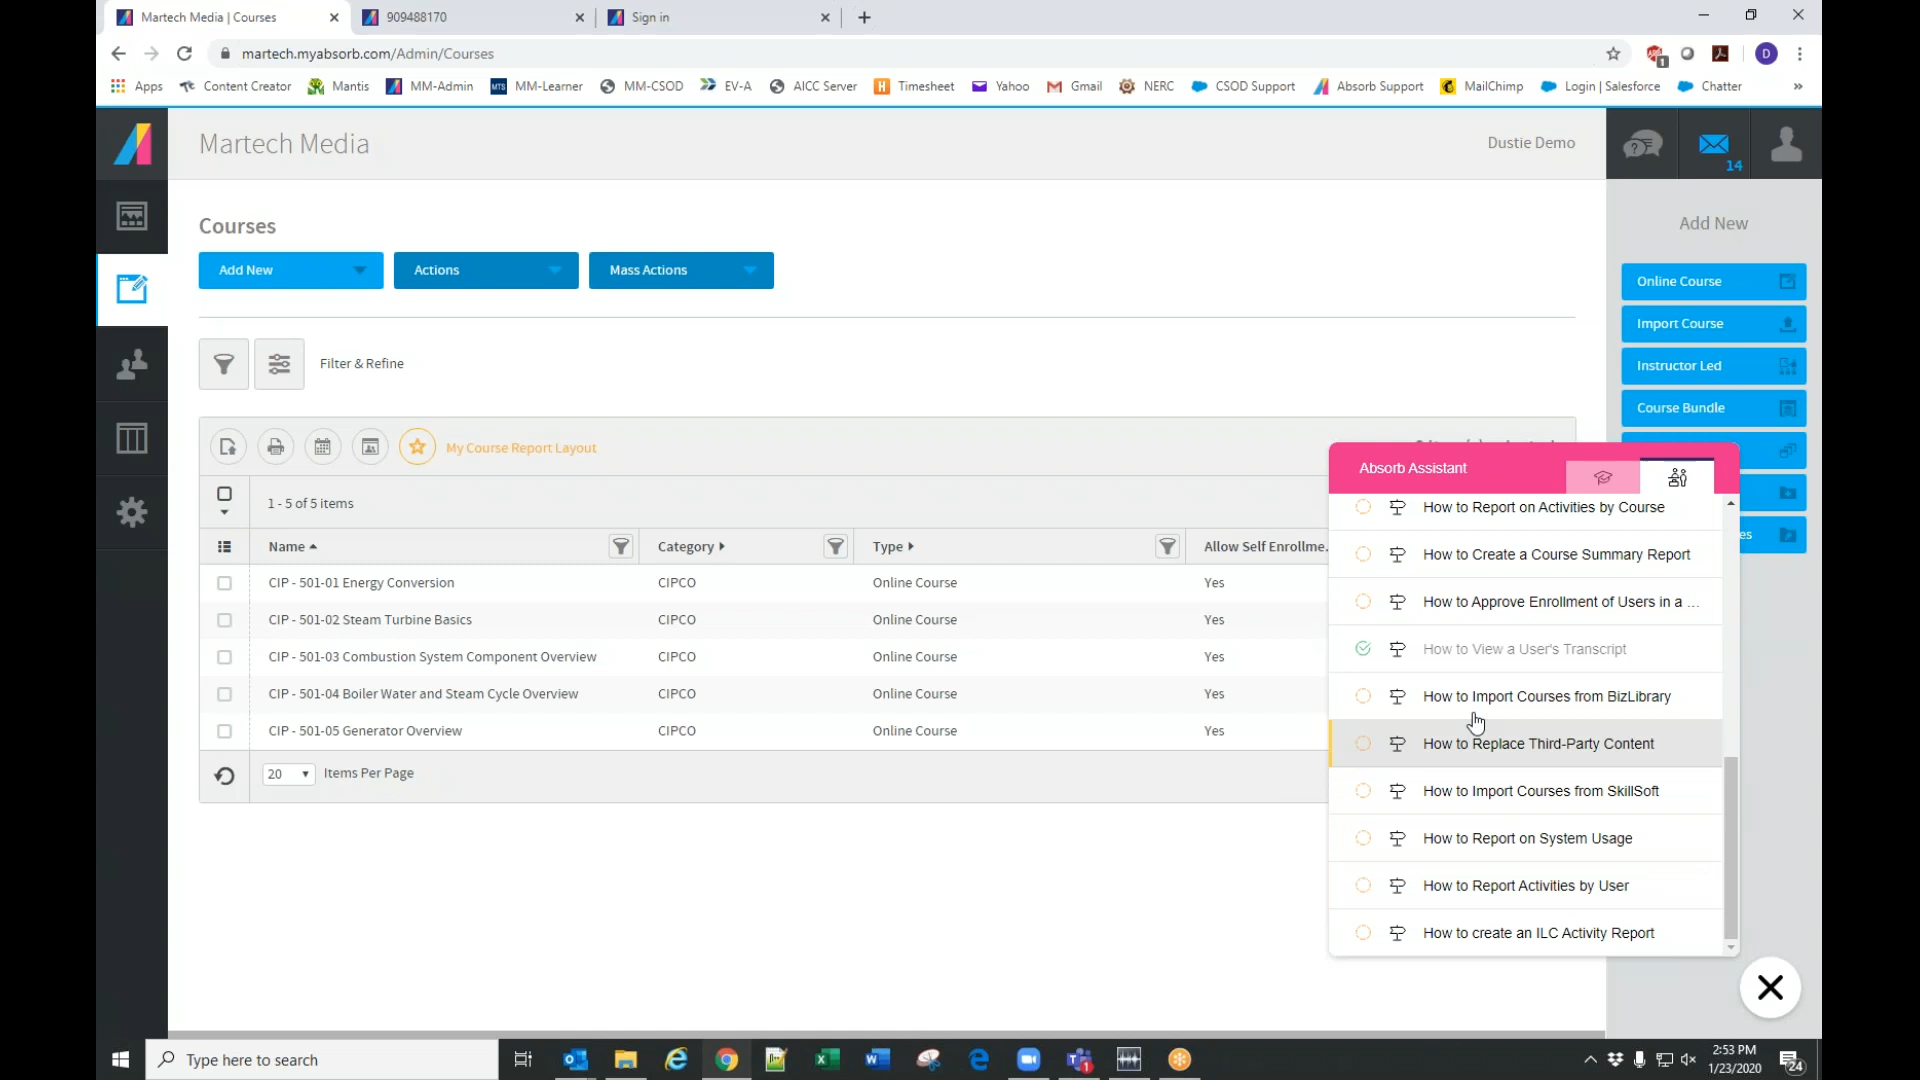 Martech Media | Courses
909488170
Sign in
martech.myabsorb.com/Admin/Courses
1
D
Apps
Content Creator
Mantis
MM-Admin
MTS
MM-Learner
MM-CSOD
EV-A
AICC Server
H
Timesheet
Yahoo
Gmail
NERC
CSOD Support
Absorb Support
MailChimp
Login | Salesforce
Chatter
»
Martech Media
Dustie Demo
14
Courses
Add New
Actions
Mass Actions
Filter & Refine
My Course Report Layout
1 - 5 of 5 items
Name
Category
Type
Allow Self Enrollme.
CIP - 501-01 Energy Conversion
CIPCO
Online Course
Yes
CIP - 501-02 Steam Turbine Basics
CIPCO
Online Course
Yes
CIP - 501-03 Combustion System Component Overview
CIPCO
Online Course
Yes
CIP - 501-04 Boiler Water and Steam Cycle Overview
CIPCO
Online Course
Yes
CIP - 501-05 Generator Overview
CIPCO
Online Course
Yes
20
Items Per Page
Add New
Online Course
Import Course
Instructor Led
Course Bundle
es
Absorb Assistant
How to Report on Activities by Course
How to Create a Course Summary Report
How to Approve Enrollment of Users in a ...
How to View a User's Transcript
How to Import Courses from BizLibrary
How to Replace Third-Party Content
How to Import Courses from SkillSoft
How to Report on System Usage
How to Report Activities by User
How to create an ILC Activity Report
Type here to search
2:53 PM
1/23/2020
24